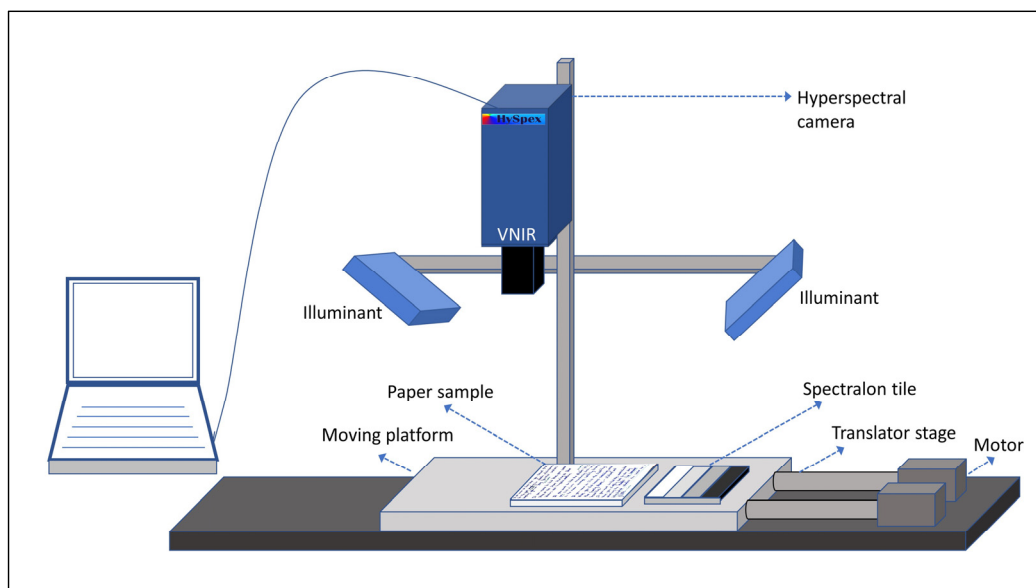 HySpex
Hyperspectral
camera
VNIR
Illuminant
Illuminant
Paper sample
Spectralon tile
Moving platform
Translator stage
Motor